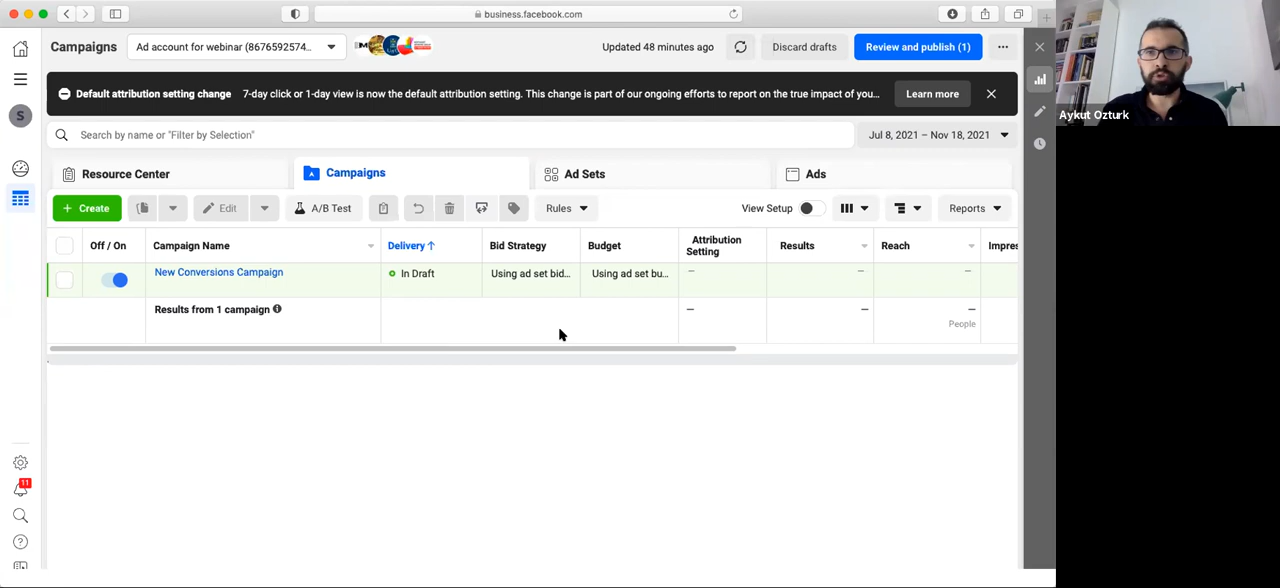 business.facebook.com
Campaigns
Ad account for webinar (8676592574...
Updated 48 minutes ago
Discard drafts
Review and publish (1)
Default attribution setting change
7-day click or 1-day view is now the default attribution setting. This change is part of our ongoing efforts to report on the true impact of you...
Learn more
S
Aykut Ozturk
Search by name or "Filter by Selection"
Jul 8, 2021 – Nov 18, 2021
Resource Center
Campaigns
Ad Sets
Ads
+ Create
Edit
A/B Test
Rules
View Setup
Reports
Off / On
Campaign Name
Delivery ↑
Bid Strategy
Budget
Attribution
Setting
Results
Reach
Impres
New Conversions Campaign
In Draft
Using ad set bid...
Using ad set bu...
—
—
—
Results from 1 campaign
—
—
—
People
11